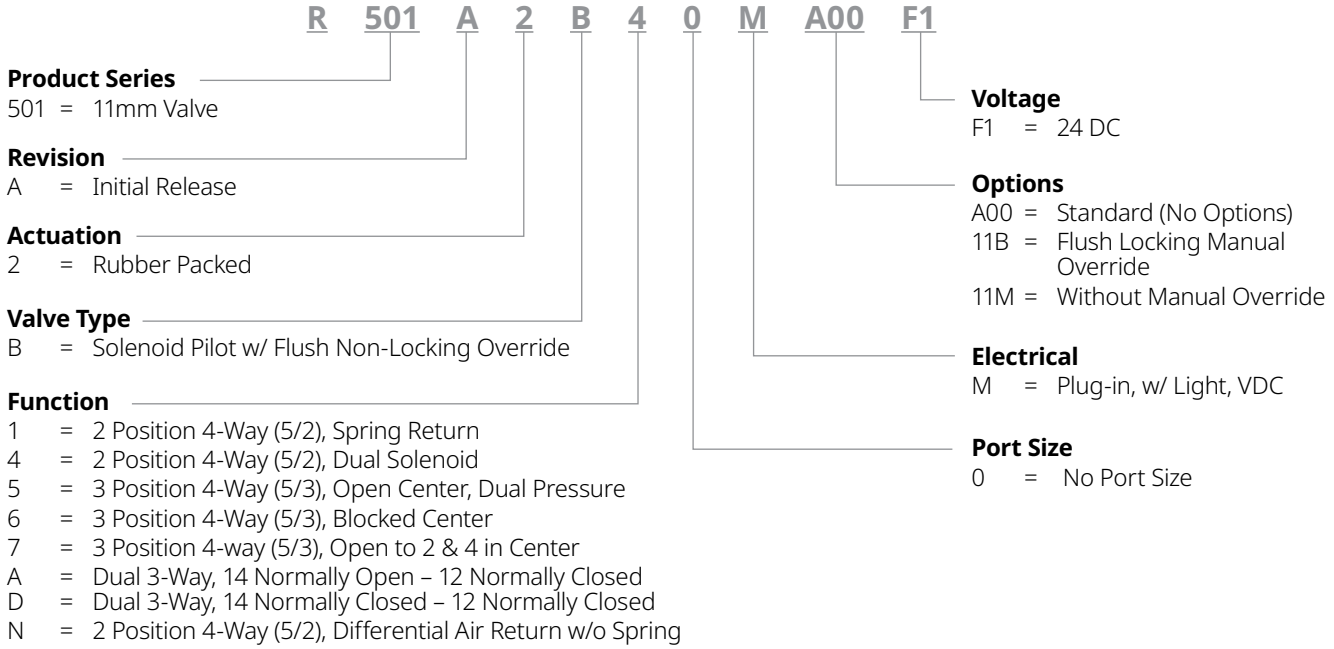 R 501 A 2 B 4 0 M A00 F1
Product Series
501 = 11mm Valve
Revision
A = Initial Release
Actuation
2 = Rubber Packed
Valve Type
B = Solenoid Pilot w/ Flush Non-Locking Override
Function
1 = 2 Position 4-Way (5/2), Spring Return
4 = 2 Position 4-Way (5/2), Dual Solenoid
5 = 3 Position 4-Way (5/3), Open Center, Dual Pressure
6 = 3 Position 4-Way (5/3), Blocked Center
7 = 3 Position 4-way (5/3), Open to 2 & 4 in Center
A = Dual 3-Way, 14 Normally Open – 12 Normally Closed
D = Dual 3-Way, 14 Normally Closed – 12 Normally Closed
N = 2 Position 4-Way (5/2), Differential Air Return w/o Spring
Voltage
F1 = 24 DC
Options
A00 = Standard (No Options)
11B = Flush Locking Manual
Override
11M = Without Manual Override
Electrical
M = Plug-in, w/ Light, VDC
Port Size
0 = No Port Size